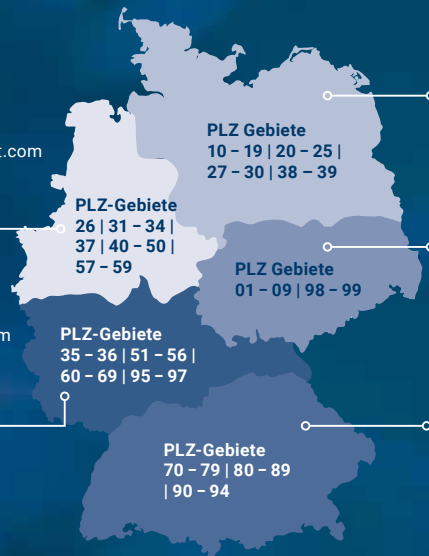 PLZ Gebiete
10 – 19 | 20 – 25 |
27 – 30 | 38 – 39
t.com
PLZ-Gebiete
26 | 31 – 34 |
37 | 40 – 50 |
57 – 59
PLZ Gebiete
01 – 09 | 98 – 99
m
PLZ-Gebiete
35 – 36 | 51 – 56 |
60 – 69 | 95 – 97
PLZ-Gebiete
70 – 79 | 80 – 89
| 90 – 94